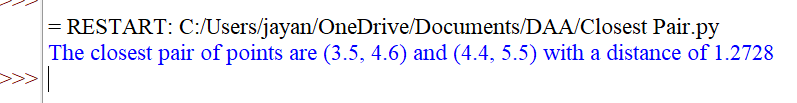 >>>
= RESTART: C:/Users/jayan/OneDrive/Documents/DAA/Closest Pair.py
The closest pair of points are (3.5, 4.6) and (4.4, 5.5) with a distance of 1.2728
>>>